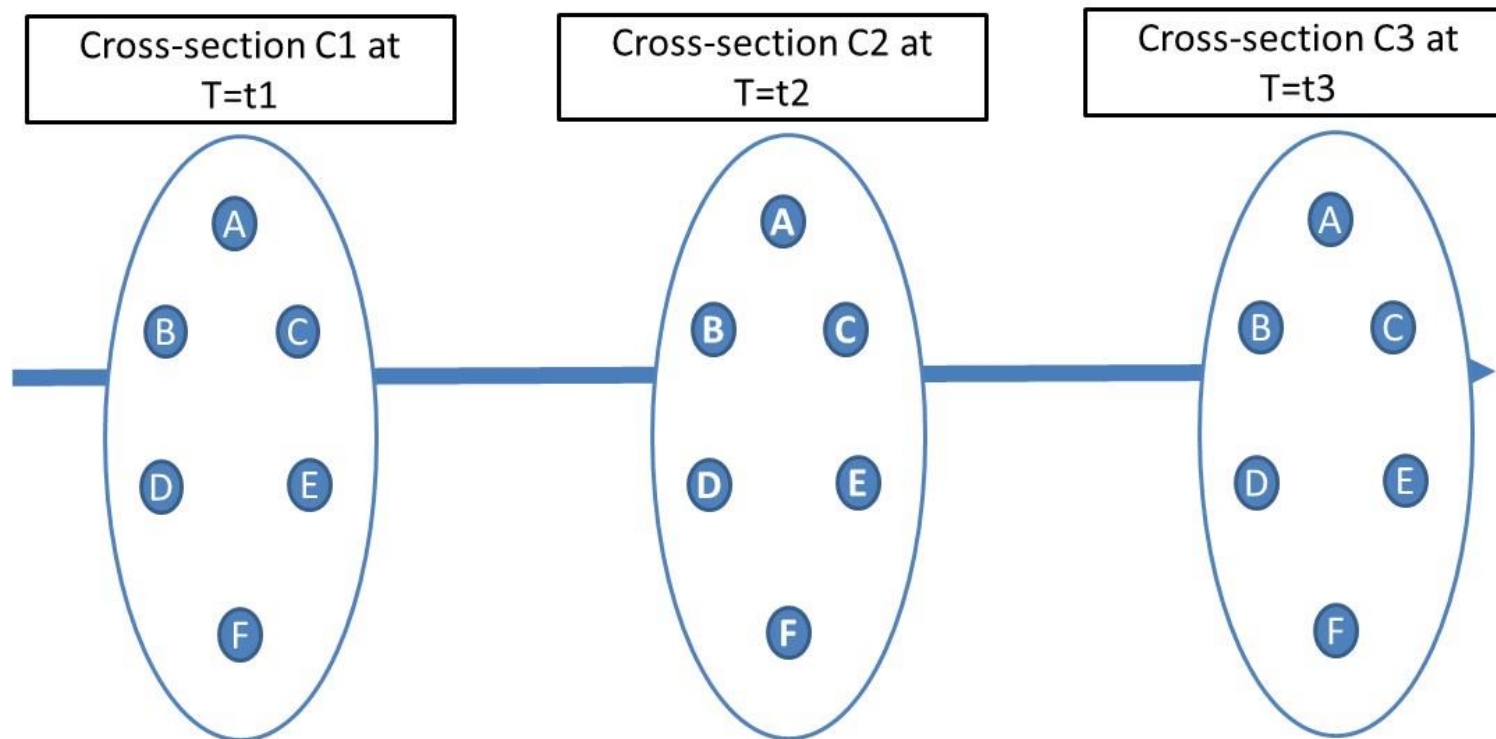 Cross-section C1 at
T=t1
Cross-section C2 at
T=t2
Cross-section C3 at
T=t3
A
B C
D E
F
A
B C
D E
F
A
B C
D E
F